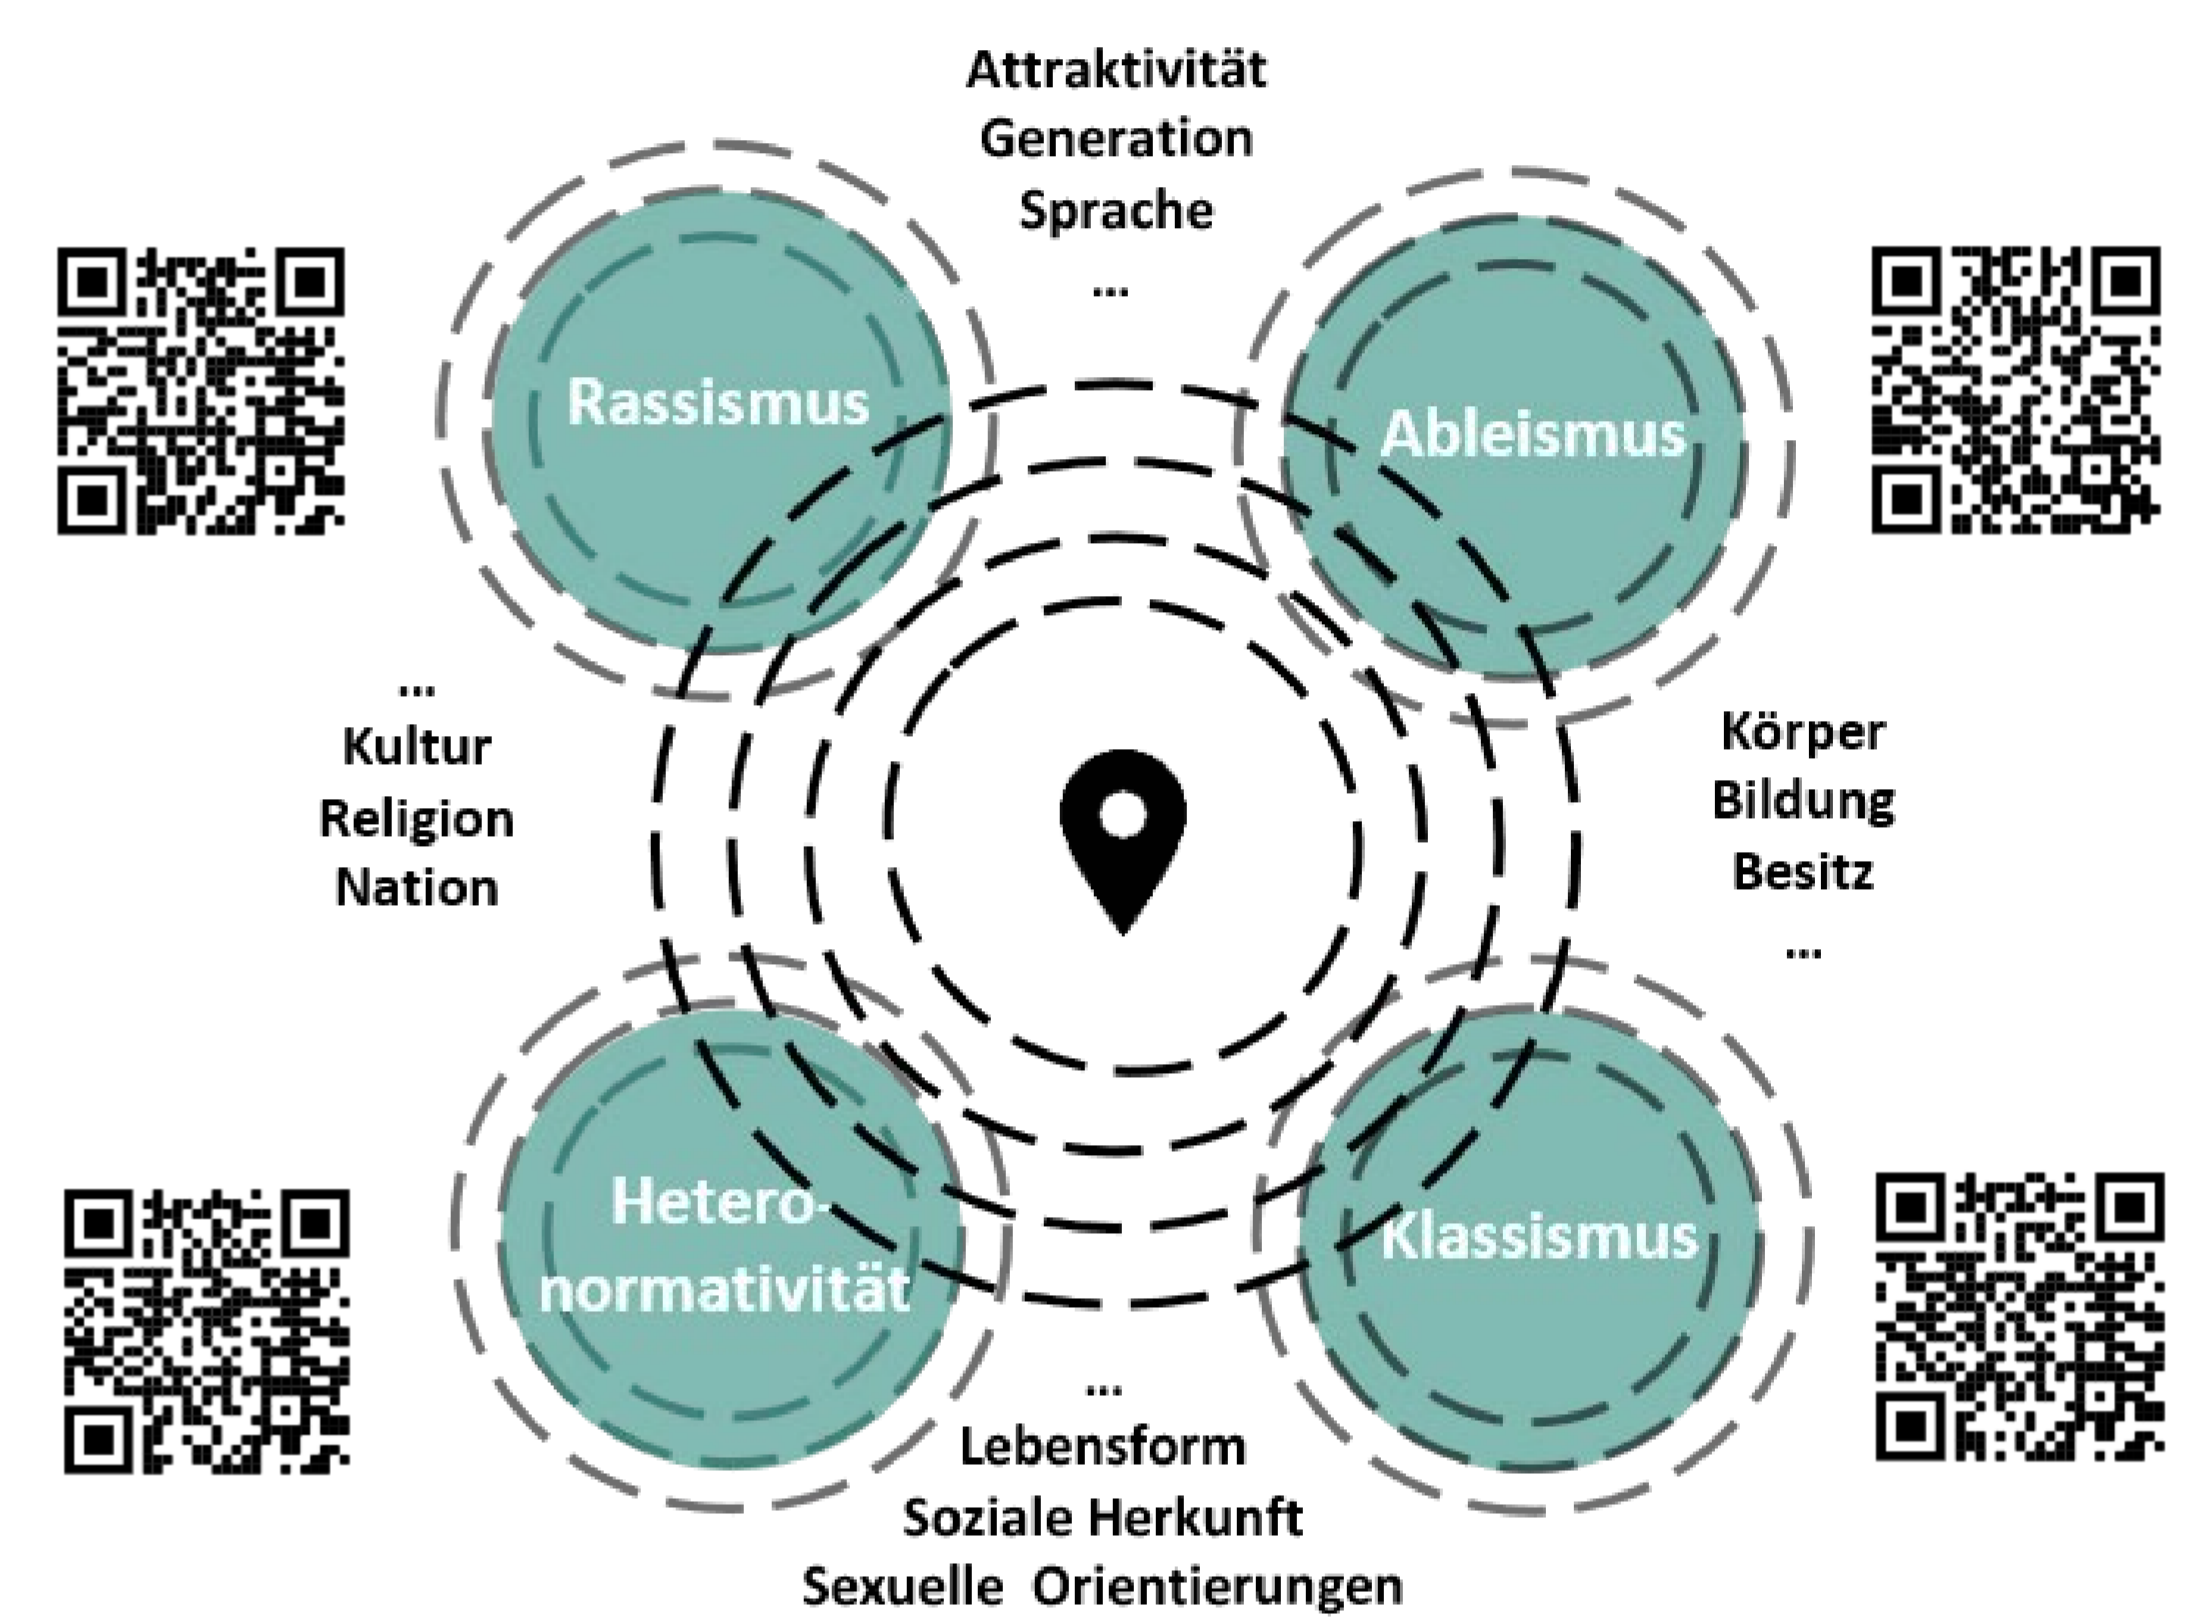 Attraktivität
Generation
Sprache
...
Rassismus
Ableismus
...
Kultur
Religion
Nation
Körper
Bildung
Besitz
...
Hetero-
normativität
Klassismus
...
Lebensform
Soziale Herkunft
Sexuelle Orientierungen